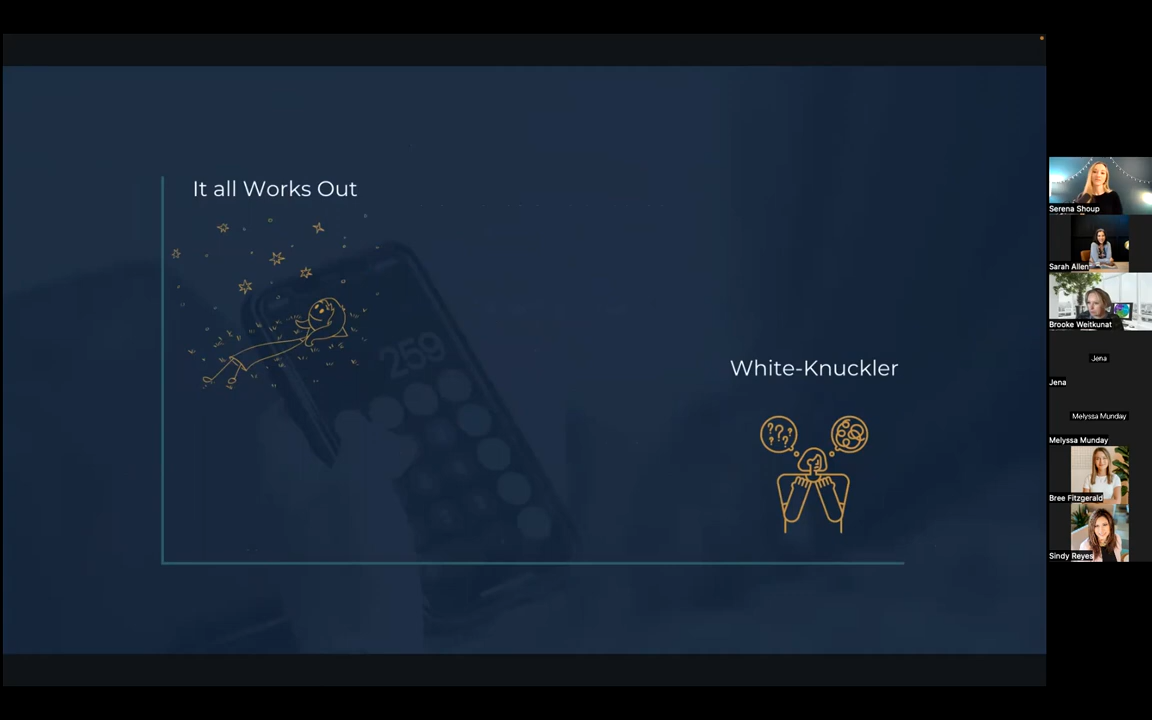 It all Works Out
259
White-Knuckler
Serena Shoup
Sarah Allen
Brooke Weitkunat
Jena
Jena
Melyssa Munday
Melyssa Munday
Bree Fitzgerald
Sindy Reyes